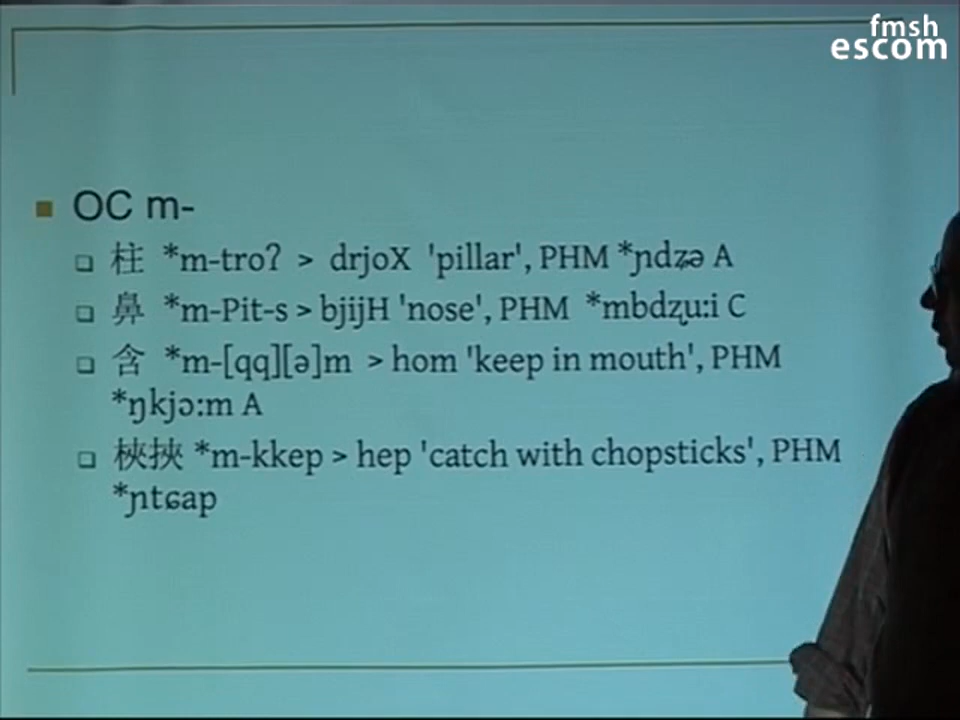 fmsh
escom
OC m-
柱 *m-troʔ > drjoX 'pillar', PHM *ɲdʑə A
鼻 *m-Pit-s > bjijH 'nose', PHM *mbdʐu:i C
含 *m-[qq][ə]m > hom 'keep in mouth', PHM
*ŋkjɔ:m A
梜挾 *m-kkep > hep 'catch with chopsticks', PHM
*ɲtɕap